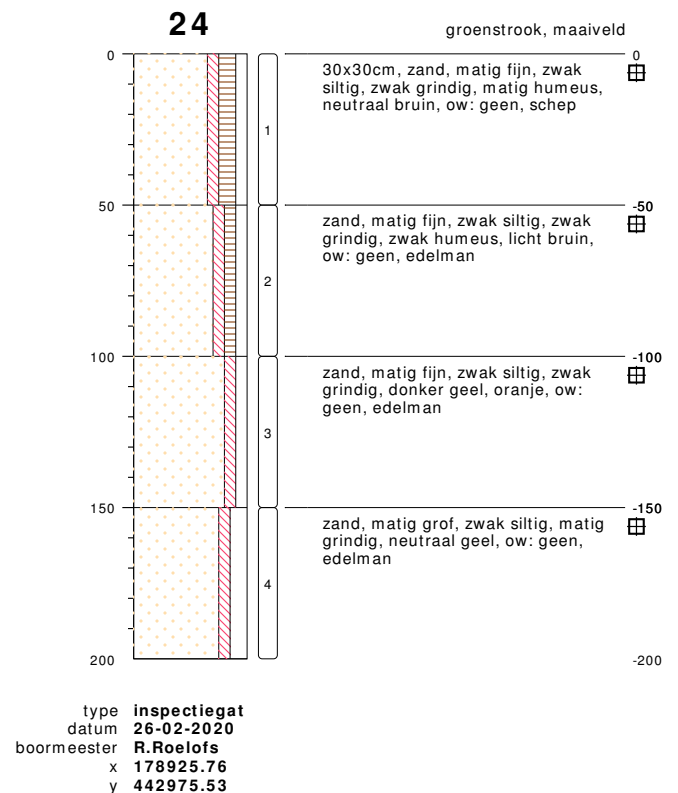 24
groenstrook, maaiveld
0
0
30x30cm, zand, matig fijn, zwak
siltig, zwak grindig, matig humeus,
neutraal bruin, ow: geen, schep
1
50
-50
zand, matig fijn, zwak siltig, zwak
grindig, zwak humeus, licht bruin,
ow: geen, edelman
2
100
-100
zand, matig fijn, zwak siltig, zwak
grindig, donker geel, oranje, ow:
geen, edelman
3
150
-150
zand, matig grof, zwak siltig, matig
grindig, neutraal geel, ow: geen,
edelman
4
200
-200
type inspectiegat
datum 26-02-2020
boormeester R.Roelofs
x 178925.76
y 442975.53